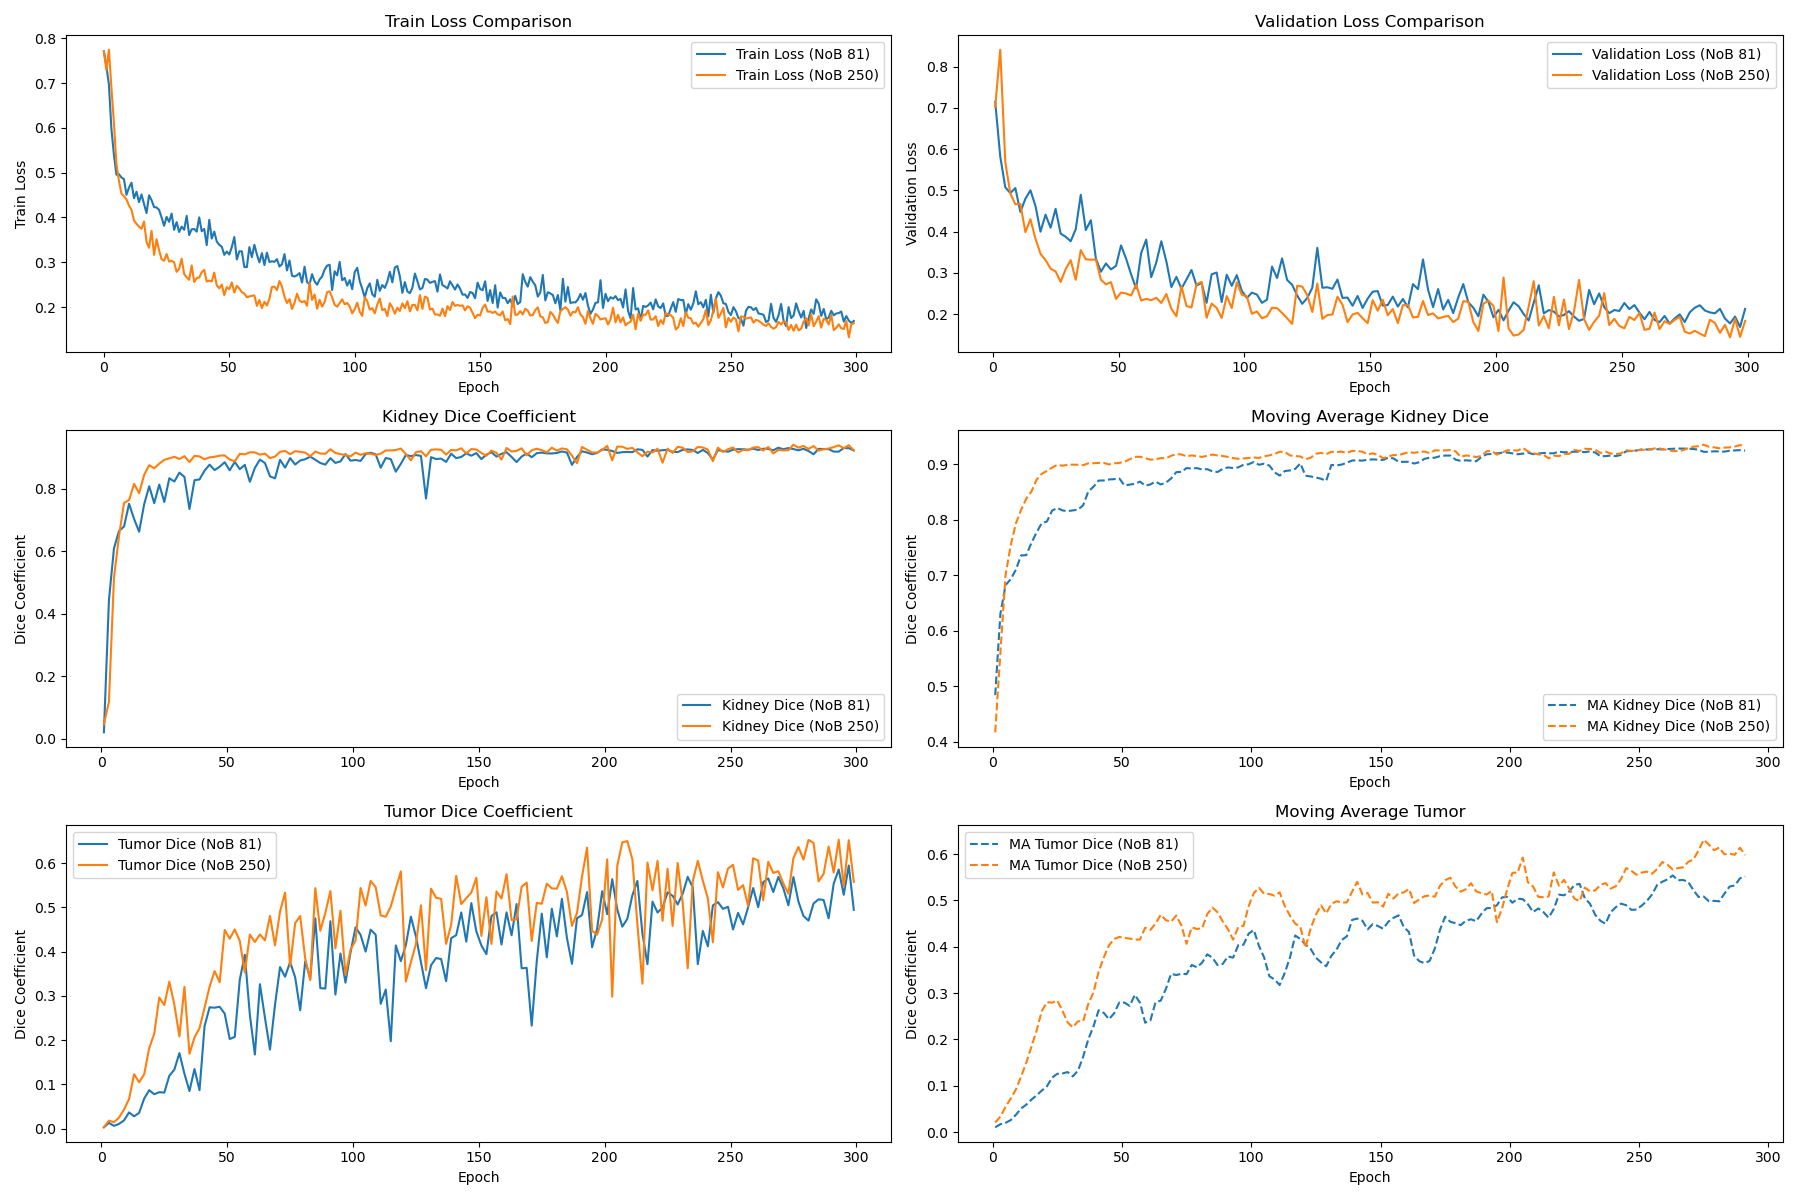 Train Loss Comparison
Train Loss
0.8
0.7
0.6
0.5
0.4
0.3
0.2
Train Loss (NoB 81)
Train Loss (NoB 250)
0 50 100 150 200 250 300
Epoch
Validation Loss Comparison
Validation Loss
0.8
0.7
0.6
0.5
0.4
0.3
0.2
Validation Loss (NoB 81)
Validation Loss (NoB 250)
0 50 100 150 200 250 300
Epoch
Kidney Dice Coefficient
Dice Coefficient
0.8
0.6
0.4
0.2
0.0
Kidney Dice (NoB 81)
Kidney Dice (NoB 250)
0 50 100 150 200 250 300
Epoch
Moving Average Kidney Dice
Dice Coefficient
0.9
0.8
0.7
0.6
0.5
0.4
MA Kidney Dice (NoB 81)
MA Kidney Dice (NoB 250)
0 50 100 150 200 250 300
Epoch
Tumor Dice Coefficient
Dice Coefficient
0.6
0.5
0.4
0.3
0.2
0.1
0.0
Tumor Dice (NoB 81)
Tumor Dice (NoB 250)
0 50 100 150 200 250 300
Epoch
Moving Average Tumor
Dice Coefficient
0.6
0.5
0.4
0.3
0.2
0.1
0.0
MA Tumor Dice (NoB 81)
MA Tumor Dice (NoB 250)
0 50 100 150 200 250 300
Epoch